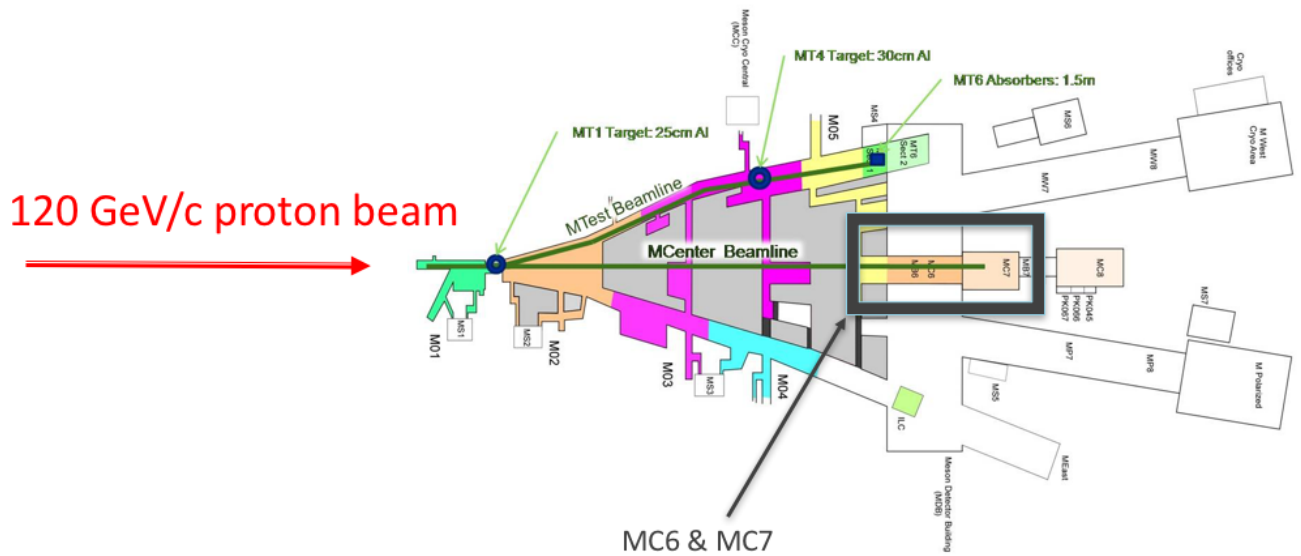 Meson Cryo Central
(MCC)
MT4 Target: 30cm Al
MT6 Absorbers: 1.5m
Cryo
offices
MT1 Target: 25cm Al
M05
MS4
MT6
Sect 2
MS6
M West
Cryo Area
MW7
MW8
120 GeV/c proton beam
MTest Beamline
MCenter Beamline
MB6
MC6
MC7
MB7
MC8
PK067
PK066
PK045
MS1
M01
MS2
M02
M03
MS3
M04
MS7
MP7
MP8
M Polarized
MS5
ILC
MEast
Meson Detector Building
(MDB)
MC6 & MC7